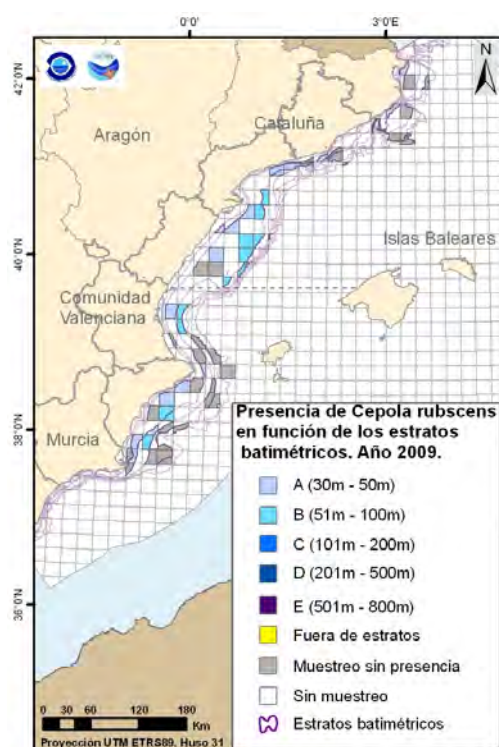 0°0'
3°0'E
N
42°0'N
40°0'N
38°0'N
36°0'N
Aragón
Cataluña
Islas Baleares
Comunidad
Valenciana
Murcia
Presencia de Cepola rubscens
en función de los estratos
batimétricos. Año 2009.
A (30m - 50m)
B (51m - 100m)
C (101m - 200m)
D (201m - 500m)
E (501m - 800m)
Fuera de estratos
Muestreo sin presencia
Sin muestreo
Estratos batimétricos
0 30 60 120 180
Km
Proyección UTM ETRS89. Huso 31